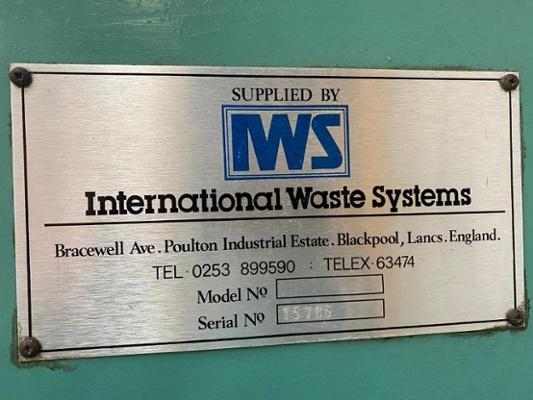 SUPPLIED BY
IWS
International Waste Systems
Bracewell Ave. Poulton Industrial Estate. Blackpool, Lancs. England.
TEL·0253 899590 : TELEX·63474
Model No
Serial No